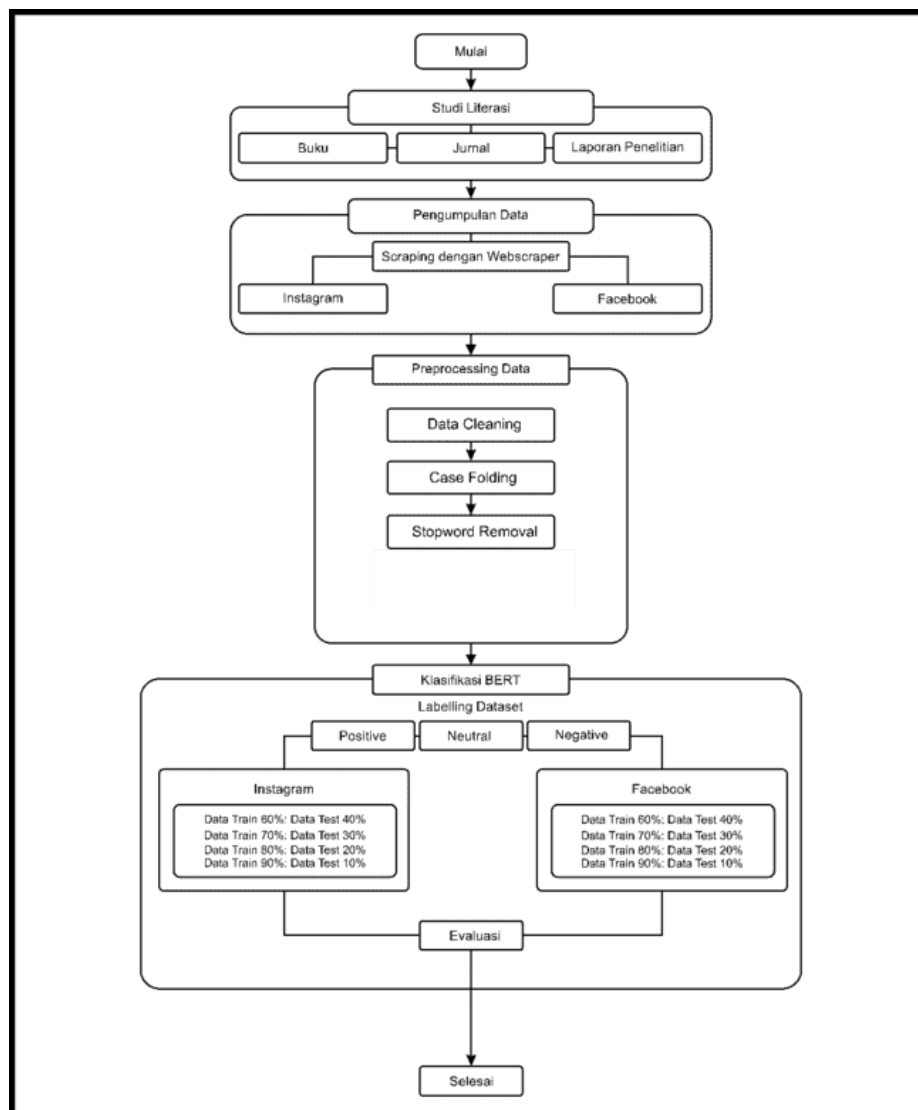 Mulai
Studi Literasi
Buku
Jurnal
Laporan Penelitian
Pengumpulan Data
Scraping dengan Webscraper
Instagram
Facebook
Preprocessing Data
Data Cleaning
Case Folding
Stopword Removal
Klasifikasi BERT
Labelling Dataset
Positive
Neutral
Negative
Instagram
Data Train 60%: Data Test 40%
Data Train 70%: Data Test 30%
Data Train 80%: Data Test 20%
Data Train 90%: Data Test 10%
Facebook
Data Train 60%: Data Test 40%
Data Train 70%: Data Test 30%
Data Train 80%: Data Test 20%
Data Train 90%: Data Test 10%
Evaluasi
Selesai